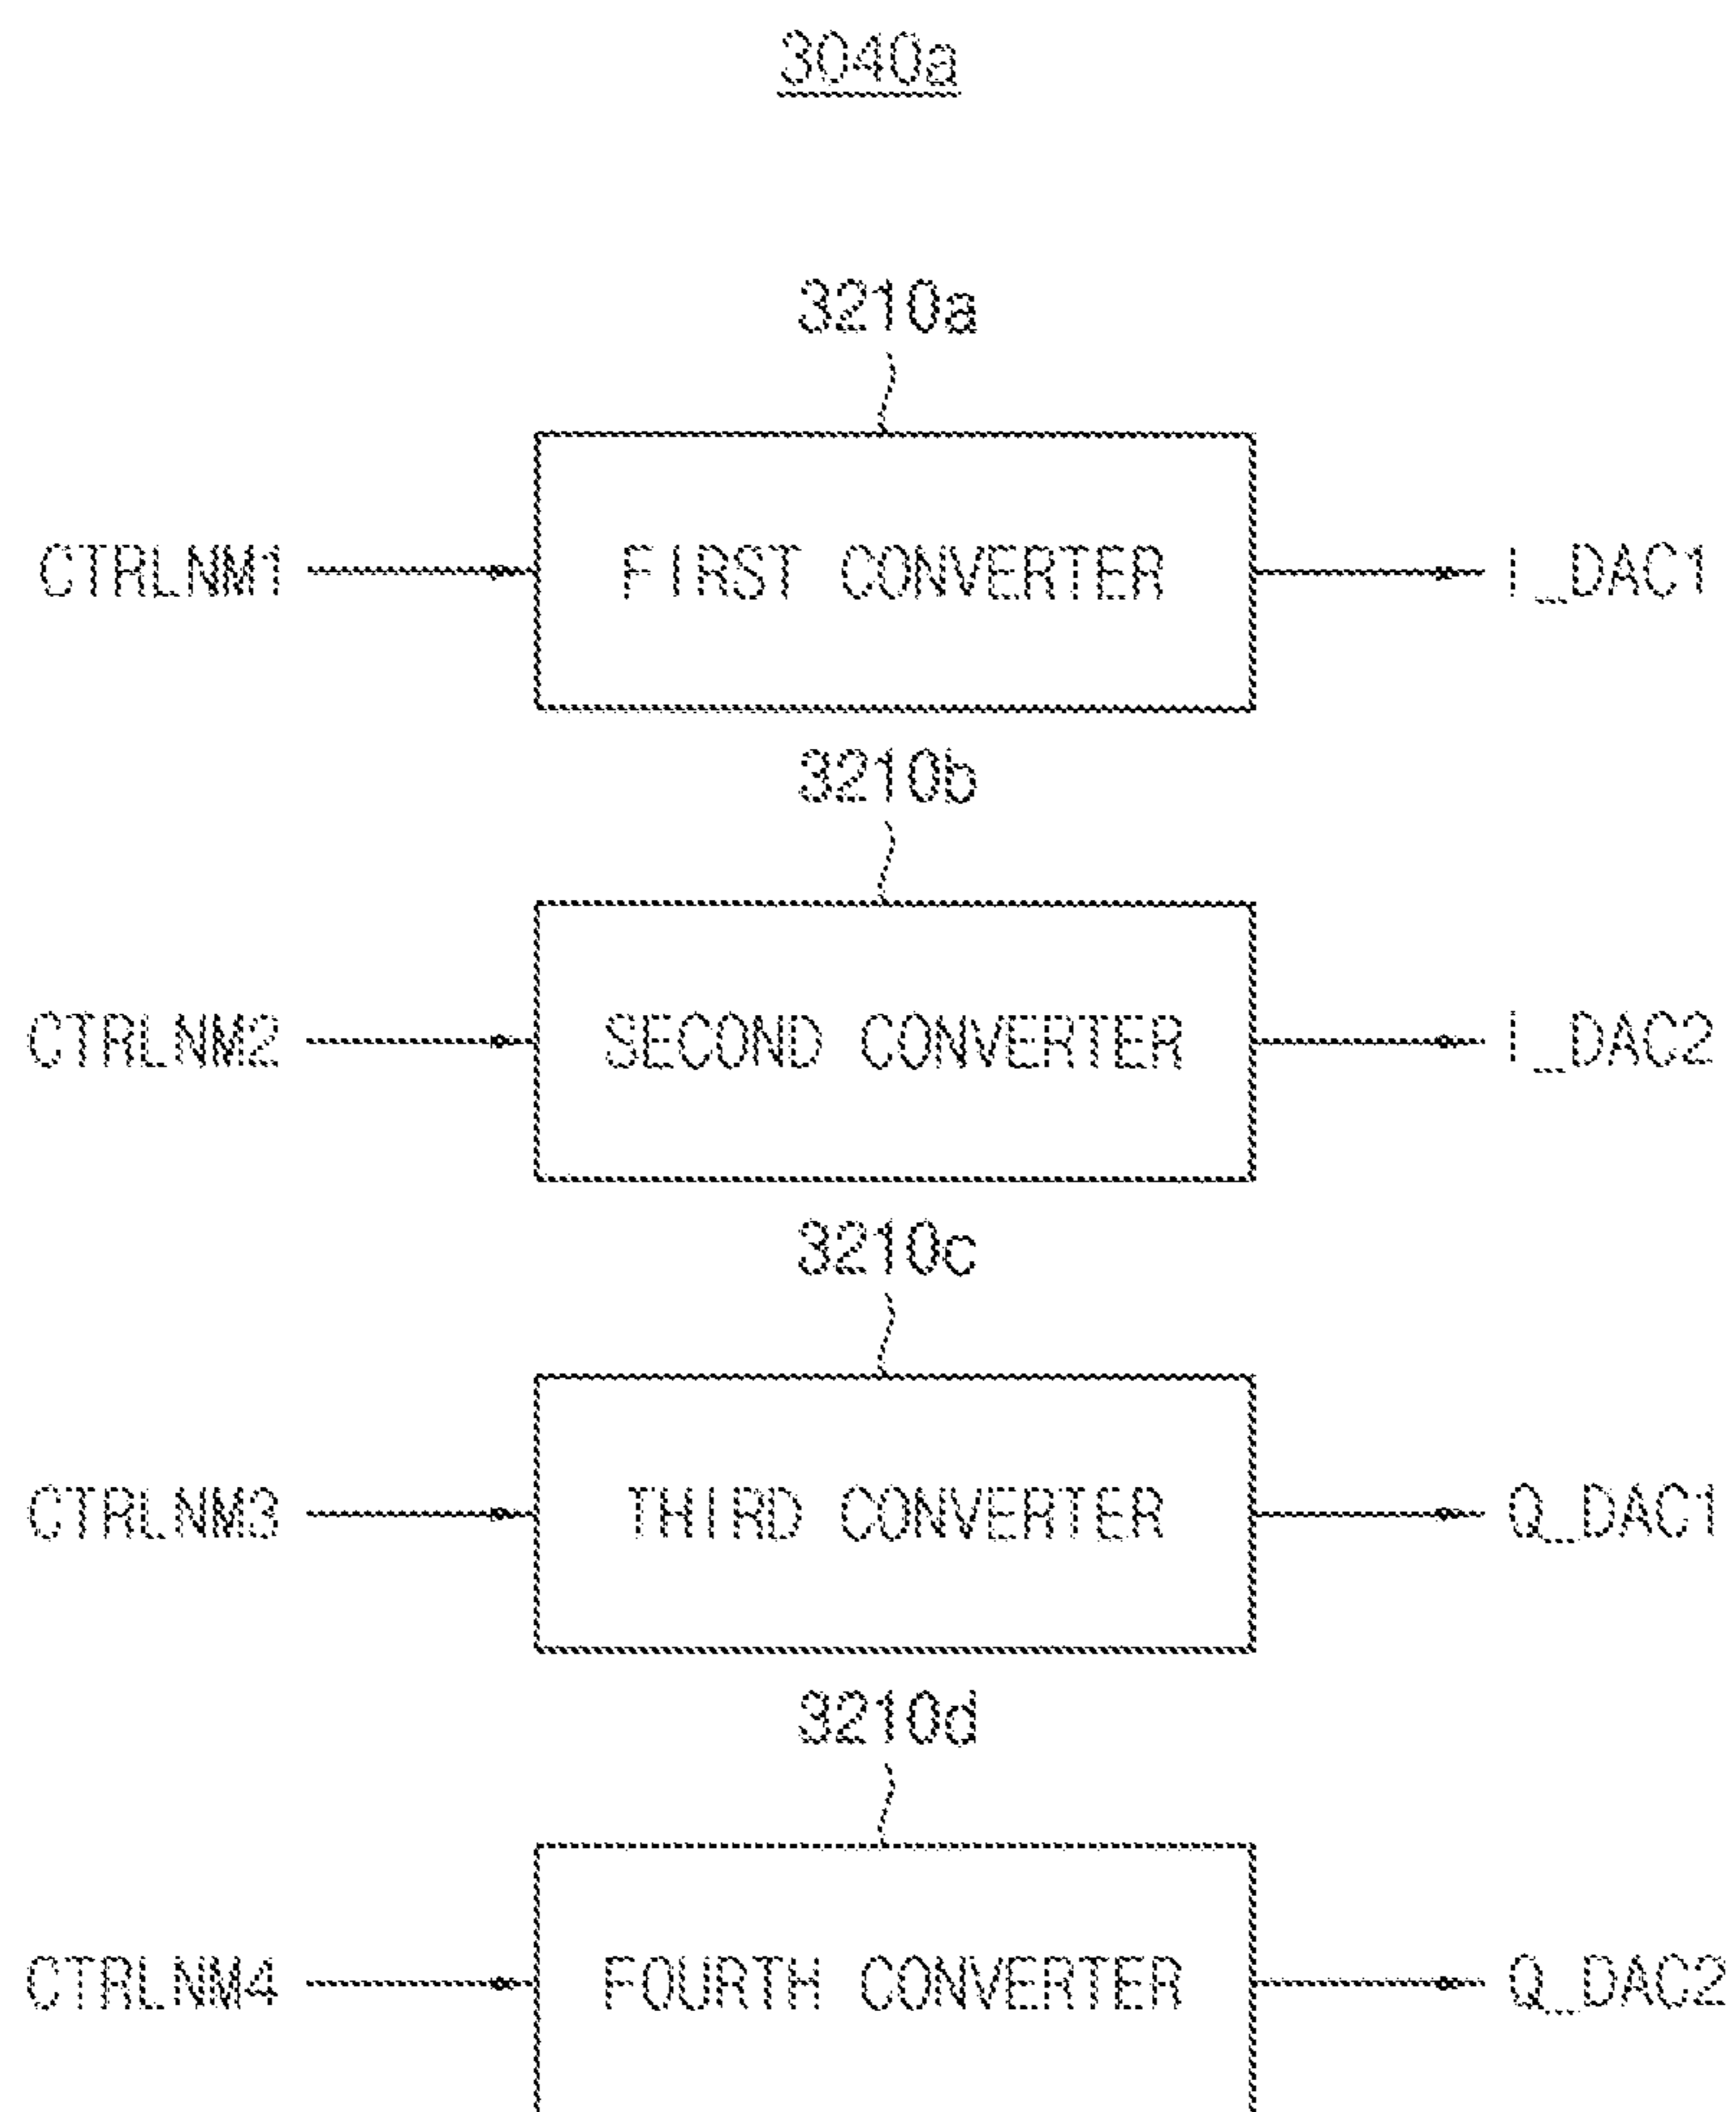 3040a
3210a
CTRLNM1 FIRST CONVERTER I_DAC1
3210b
CTRLNM2 SECOND CONVERTER I_DAC2
3210c
CTRLNM3 THIRD CONVERTER Q_DAC1
3210d
CTRLNM4 FOURTH CONVERTER Q_DAC2